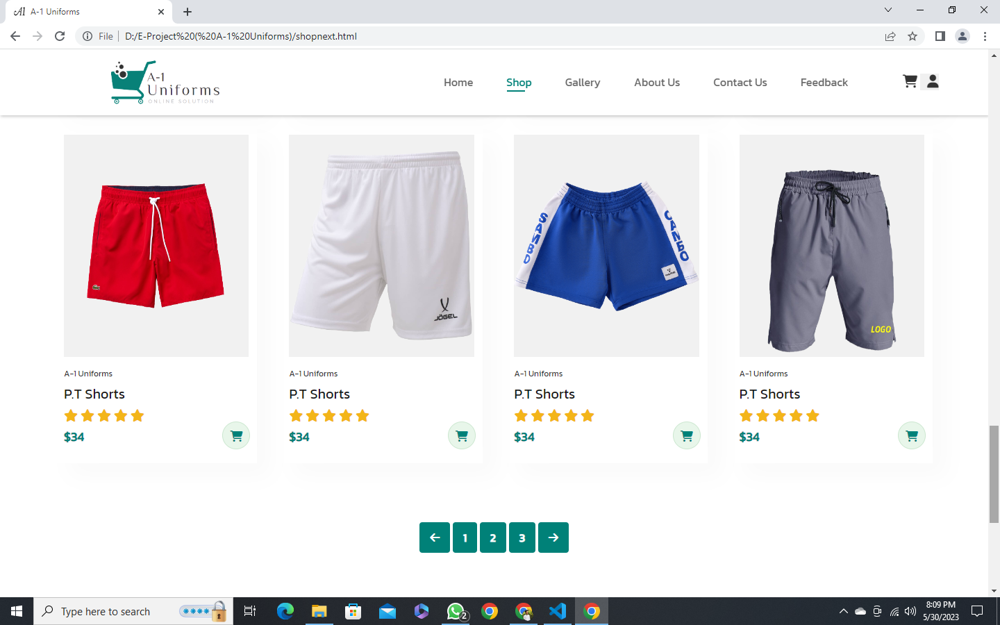 A-1 Uniforms
File
D:/E-Project%20(%20A-1%20Uniforms)/shopnext.html
A-1
Uniforms
ONLINE SOLUTION
Home
Shop
Gallery
About Us
Contact Us
Feedback
SAMBO
JÖGEL
САМБО
LOGO
A-1 Uniforms
A-1 Uniforms
A-1 Uniforms
A-1 Uniforms
P.T Shorts
P.T Shorts
P.T Shorts
P.T Shorts
$34
$34
$34
$34
1
2
3
Type here to search
2
8:09 PM
5/30/2023